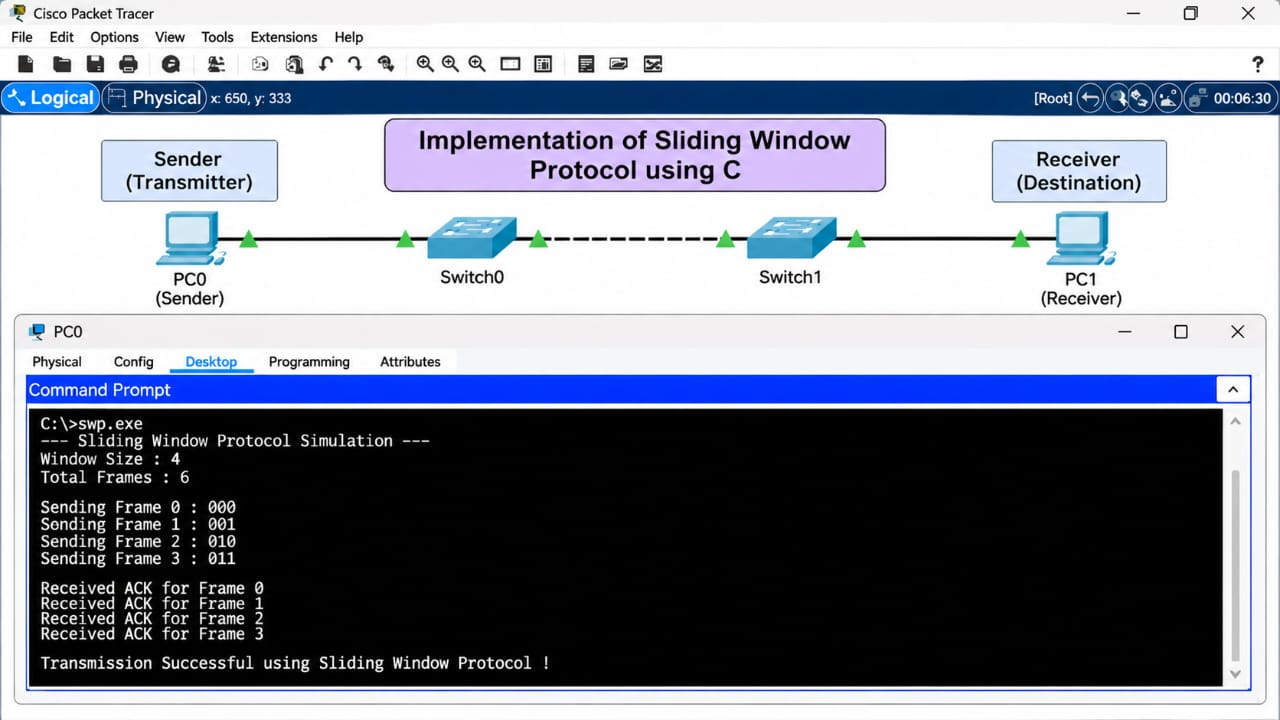 Cisco Packet Tracer
File Edit Options View Tools Extensions Help
?
Logical Physical x: 650, y: 333 [Root] 00:06:30
Implementation of Sliding Window
Protocol using C
Sender
(Transmitter)
Receiver
(Destination)
PC0
(Sender)
Switch0
Switch1
PC1
(Receiver)
PC0
Physical Config Desktop Programming Attributes
Command Prompt
C:\>swp.exe
--- Sliding Window Protocol Simulation ---
Window Size : 4
Total Frames : 6
Sending Frame 0 : 000
Sonding Frame 1 : 001
Sending Frame 2 : 010
Sending Frame 3 : 011
Received ACK for Frame 0
Received ACK for Frame 1
Received ACK for Frame 2
Received ACK for Frame 3
Transmission Successful using Sliding Window Protocol !